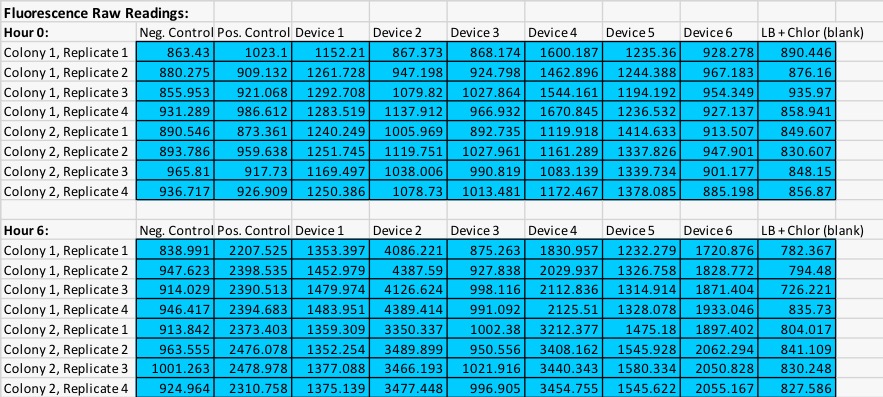 Fluorescence Raw Readings:
Hour 0: Neg. Control Pos. Control Device 1 Device 2 Device 3 Device 4 Device 5 Device 6 LB + Chlor (blank)
Colony 1, Replicate 1 863.43 1023.1 1152.21 867.373 868.174 1600.187 1235.36 928.278 890.446
Colony 1, Replicate 2 880.275 909.132 1261.728 947.198 924.798 1462.896 1244.388 967.183 876.16
Colony 1, Replicate 3 855.953 921.068 1292.708 1079.82 1027.864 1544.161 1194.192 954.349 935.97
Colony 1, Replicate 4 931.289 986.612 1283.519 1137.912 966.932 1670.845 1236.532 927.137 858.941
Colony 2, Replicate 1 890.546 873.361 1240.249 1005.969 892.735 1119.918 1414.633 913.507 849.607
Colony 2, Replicate 2 893.786 959.638 1251.745 1119.751 1027.961 1161.289 1337.826 947.901 830.607
Colony 2, Replicate 3 965.81 917.73 1169.497 1038.006 990.819 1083.139 1339.734 901.177 848.15
Colony 2, Replicate 4 936.717 926.909 1250.386 1078.73 1013.481 1172.467 1378.085 885.198 856.87
Hour 6: Neg. Control Pos. Control Device 1 Device 2 Device 3 Device 4 Device 5 Device 6 LB + Chlor (blank)
Colony 1, Replicate 1 838.991 2207.525 1353.397 4086.221 875.263 1830.957 1232.279 1720.876 782.367
Colony 1, Replicate 2 947.623 2398.535 1452.979 4387.59 927.838 2029.937 1326.758 1828.772 794.48
Colony 1, Replicate 3 914.029 2390.513 1479.974 4126.624 998.116 2112.836 1314.914 1871.404 726.221
Colony 1, Replicate 4 946.417 2394.683 1483.951 4389.414 991.092 2125.51 1328.078 1933.046 835.73
Colony 2, Replicate 1 913.842 2373.403 1359.309 3350.337 1002.38 3212.377 1475.18 1897.402 804.017
Colony 2, Replicate 2 963.555 2476.078 1352.254 3489.899 950.556 3408.162 1545.928 2062.294 841.109
Colony 2, Replicate 3 1001.263 2478.978 1377.088 3466.193 1021.916 3440.343 1580.334 2050.828 830.248
Colony 2, Replicate 4 924.964 2310.758 1375.139 3477.448 996.905 3454.755 1545.622 2055.167 827.586